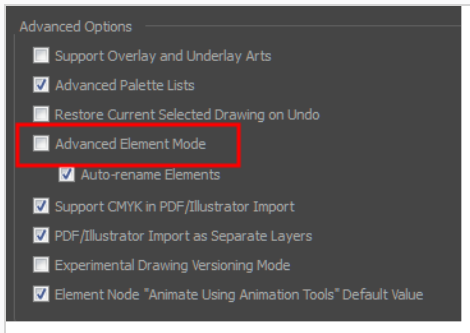 Advanced Options
Support Overlay and Underlay Arts
Advanced Palette Lists
Restore Current Selected Drawing on Undo
Advanced Element Mode
Auto-rename Elements
Support CMYK in PDF/Illustrator Import
PDF/Illustrator Import as Separate Layers
Experimental Drawing Versioning Mode
Element Node "Animate Using Animation Tools" Default Value